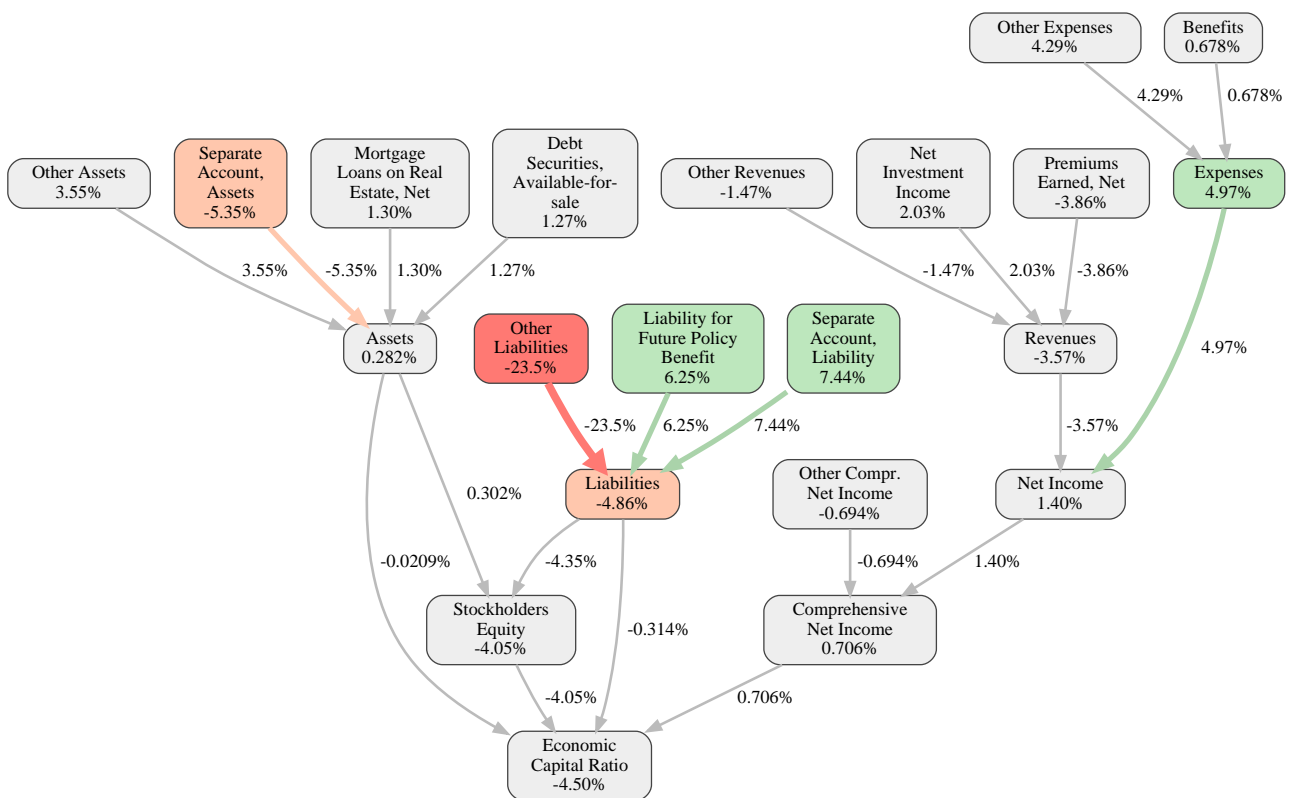 Other Expenses
4.29%
Benefits
0.678%
4.29%
0.678%
Other Assets
3.55%
Separate
Account,
Assets
-5.35%
Mortgage
Loans on Real
Estate, Net
1.30%
Debt
Securities,
Available-for-
sale
1.27%
Other Revenues
-1.47%
Net
Investment
Income
2.03%
Premiums
Earned, Net
-3.86%
Expenses
4.97%
3.55%
-5.35%
1.30%
1.27%
-1.47%
2.03%
-3.86%
Assets
0.282%
Other
Liabilities
-23.5%
Liability for
Future Policy
Benefit
6.25%
Separate
Account,
Liability
7.44%
Revenues
-3.57%
4.97%
-23.5%
6.25%
7.44%
-3.57%
0.302%
Liabilities
-4.86%
Other Compr.
Net Income
-0.694%
Net Income
1.40%
-0.0209%
-4.35%
-0.694%
1.40%
Stockholders
Equity
-4.05%
-0.314%
Comprehensive
Net Income
0.706%
-4.05%
0.706%
Economic
Capital Ratio
-4.50%